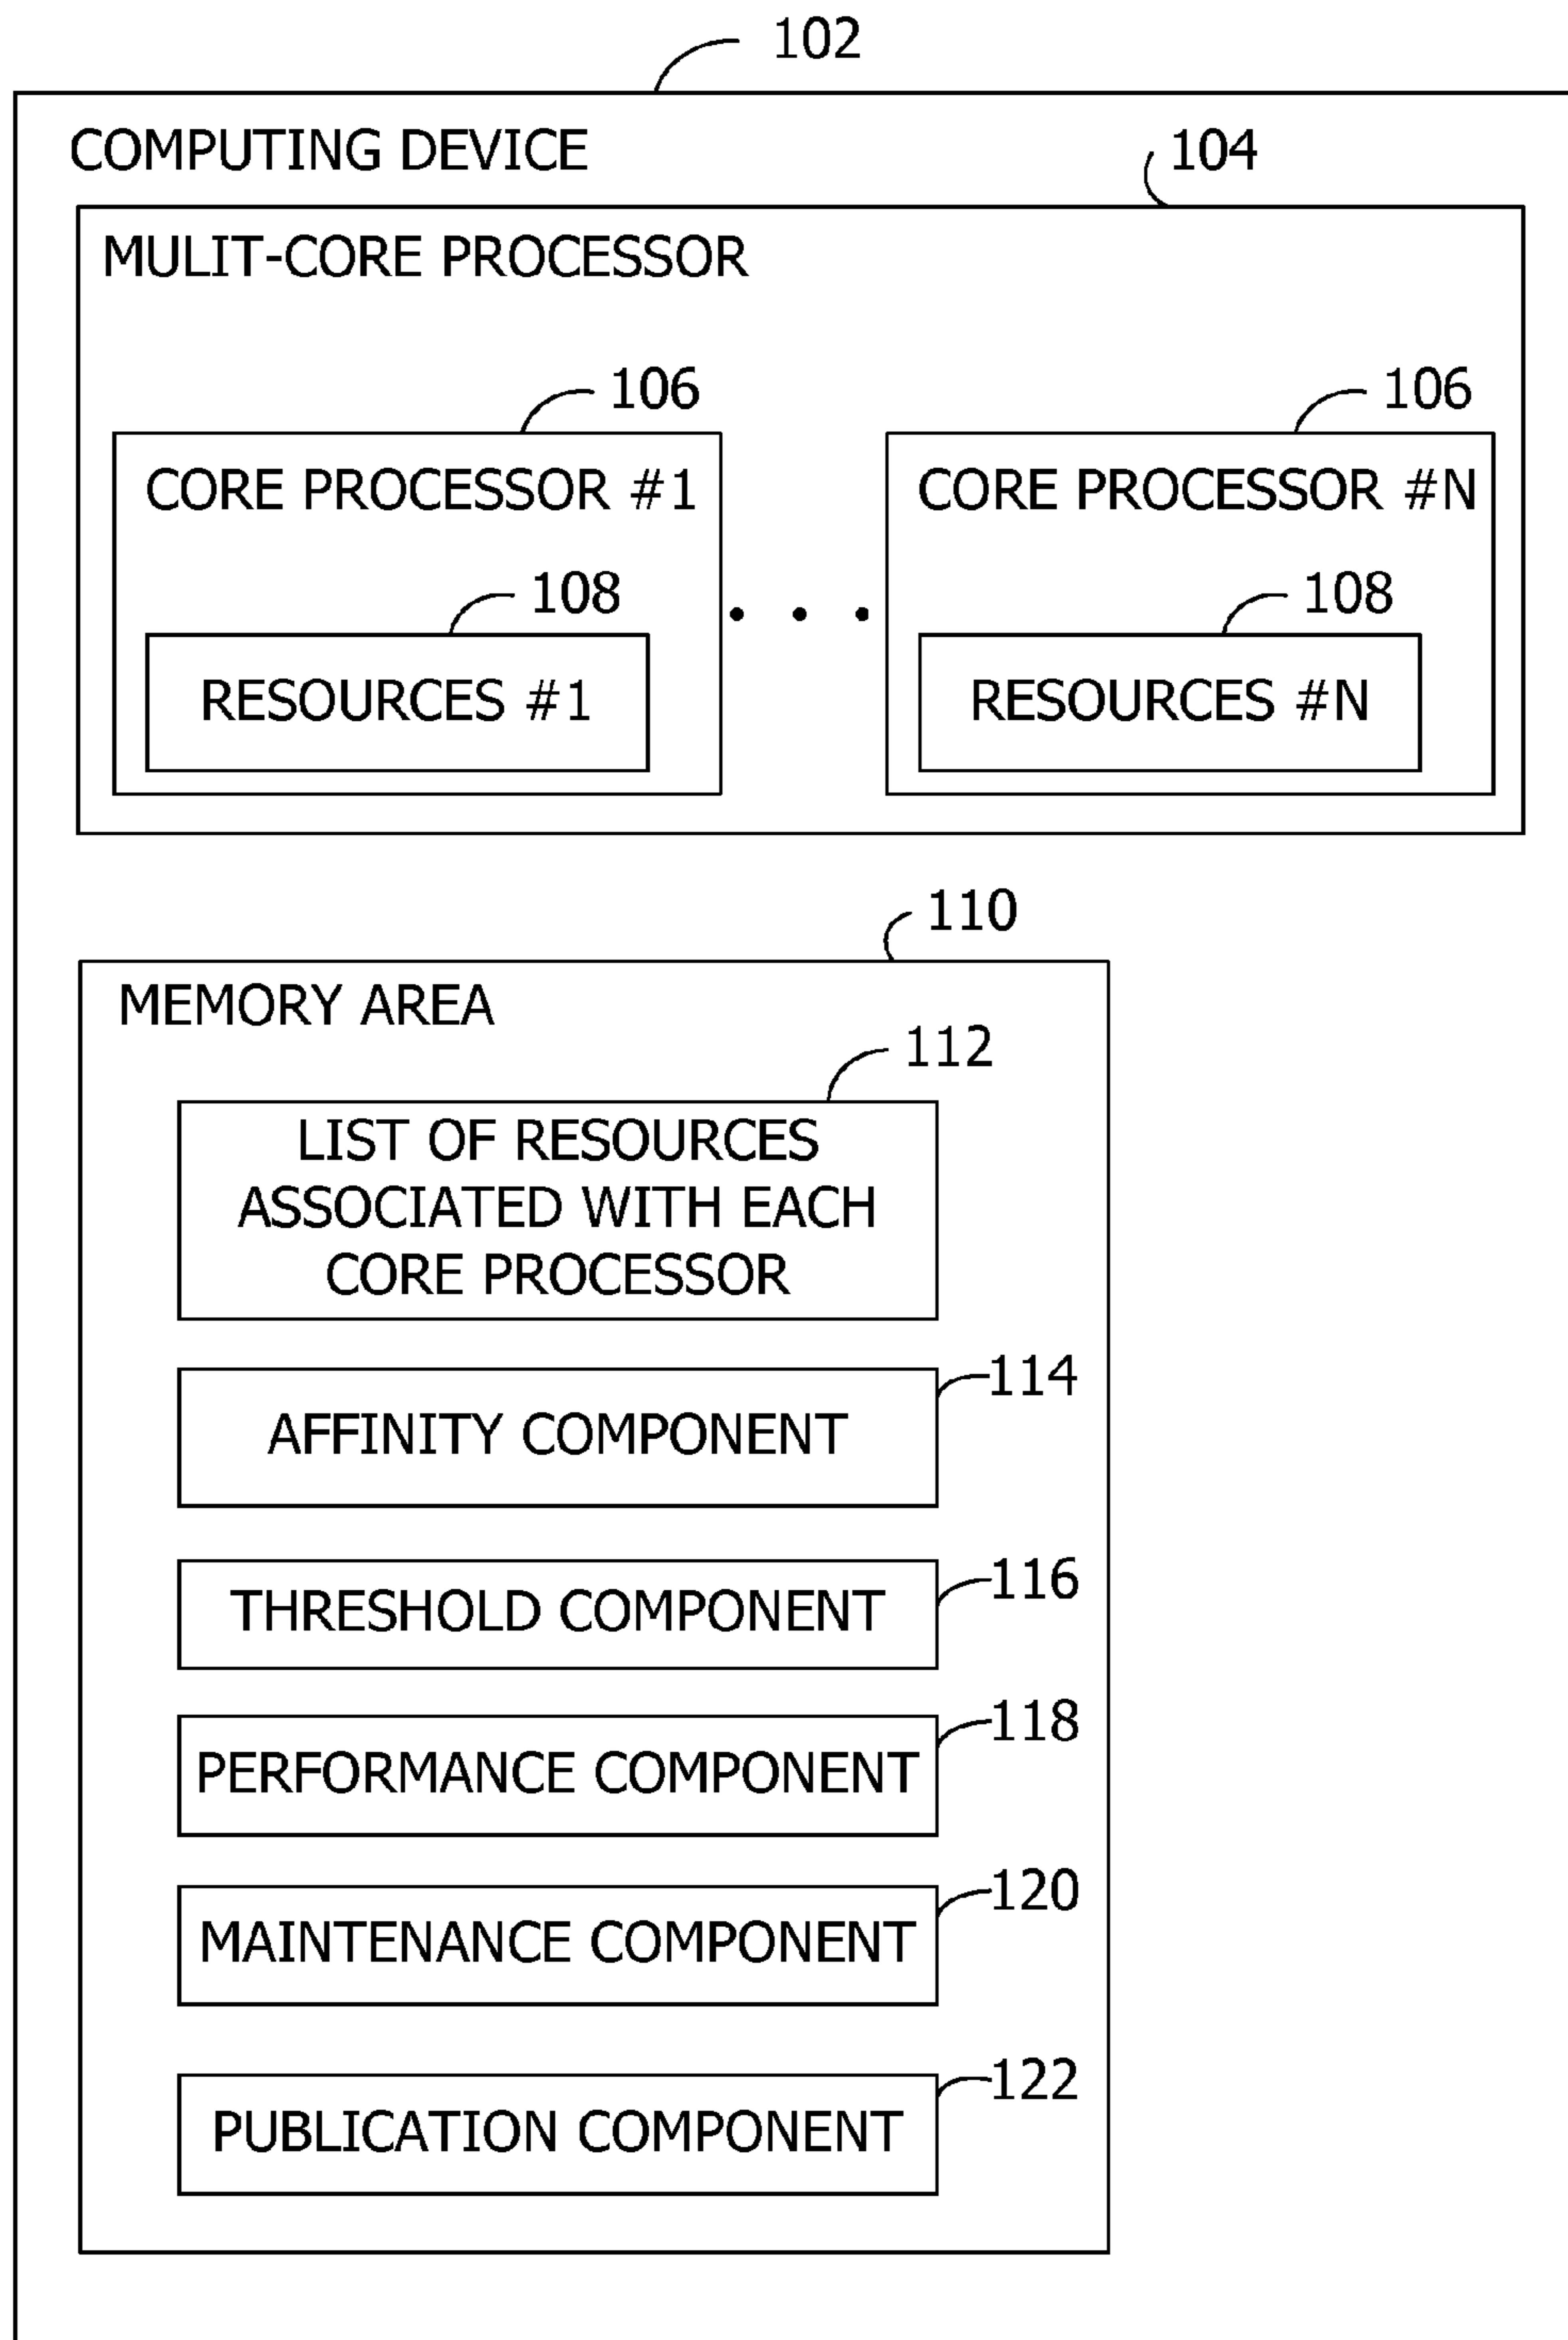 102
COMPUTING DEVICE
104
MULIT-CORE PROCESSOR
106
106
CORE PROCESSOR #1
CORE PROCESSOR #N
108
108
. . .
RESOURCES #1
RESOURCES #N
110
MEMORY AREA
112
LIST OF RESOURCES
ASSOCIATED WITH EACH
CORE PROCESSOR
114
AFFINITY COMPONENT
116
THRESHOLD COMPONENT
118
PERFORMANCE COMPONENT
120
MAINTENANCE COMPONENT
122
PUBLICATION COMPONENT